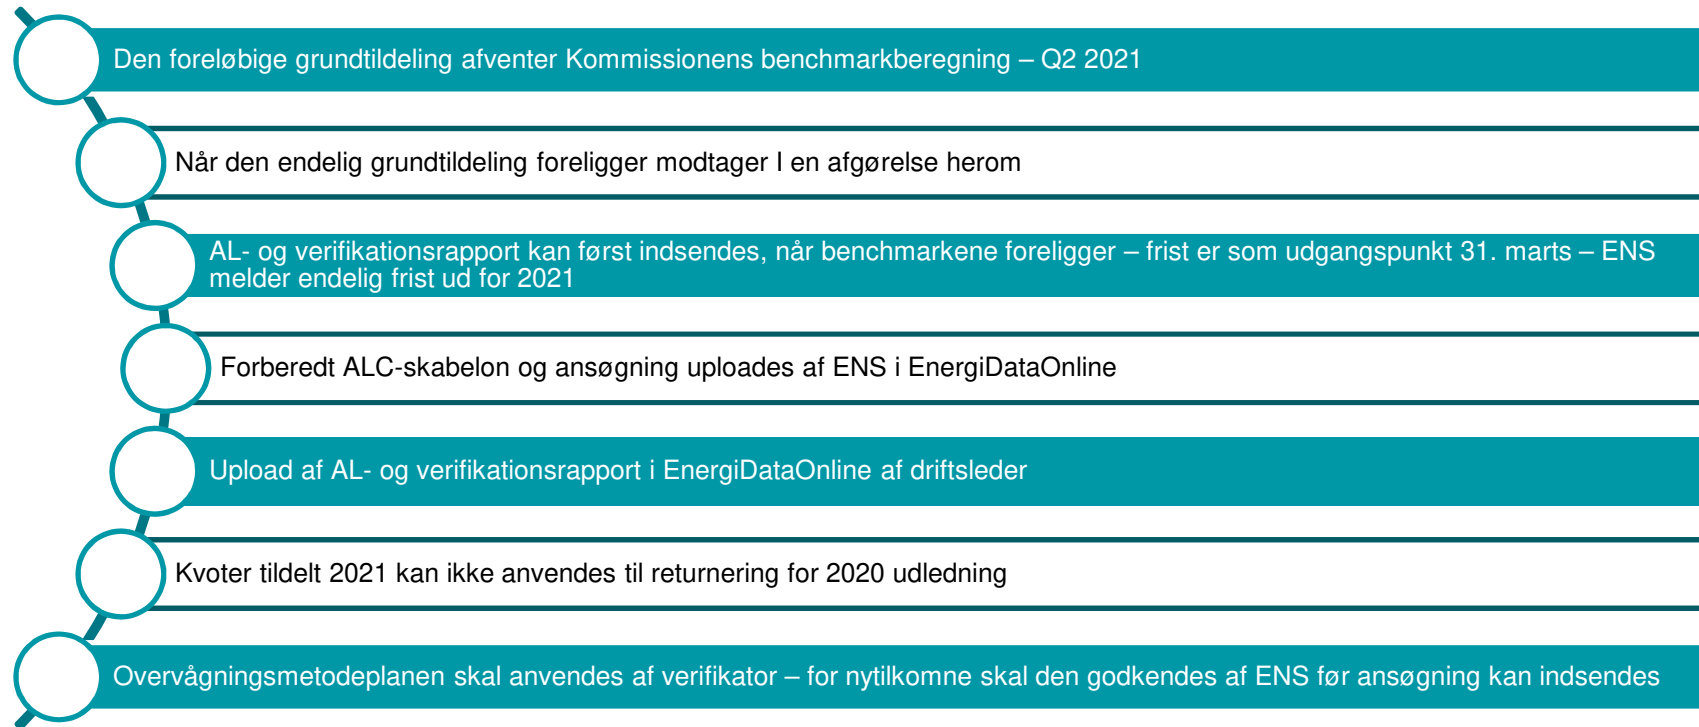 Den foreløbige grundtildeling afventer Kommissionens benchmarkberegning – Q2 2021
Når den endelig grundtildeling foreligger modtager I en afgørelse herom
AL- og verifikationsrapport kan først indsendes, når benchmarkene foreligger – frist er som udgangspunkt 31. marts – ENS
melder endelig frist ud for 2021
Forberedt ALC-skabelon og ansøgning uploades af ENS i EnergiDataOnline
Upload af AL- og verifikationsrapport i EnergiDataOnline af driftsleder
Kvoter tildelt 2021 kan ikke anvendes til returnering for 2020 udledning
Overvågningsmetodeplanen skal anvendes af verifikator – for nytilkomne skal den godkendes af ENS før ansøgning kan indsendes